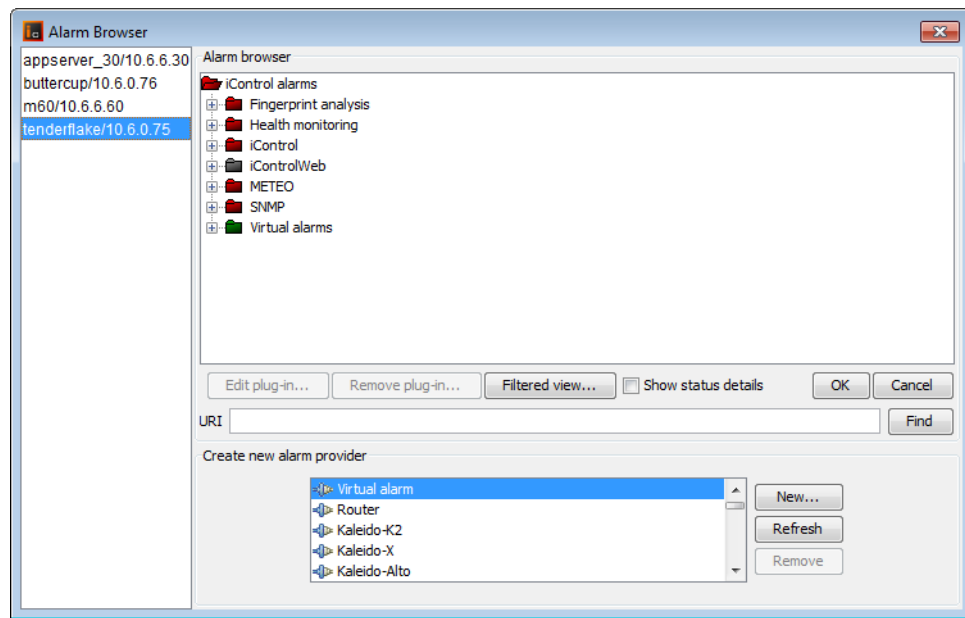 Alarm Browser
appserver_30/10.6.6.30
buttercup/10.6.0.76
m60/10.6.6.60
tenderflake/10.6.0.75
Alarm browser
iControl alarms
Fingerprint analysis
Health monitoring
iControl
iControlWeb
METEO
SNMP
Virtual alarms
Edit plug-in... Remove plug-in... Filtered view... Show status details OK Cancel
URI Find
Create new alarm provider
Virtual alarm
Router
Kaleido-K2
Kaleido-X
Kaleido-Alto
New...
Refresh
Remove